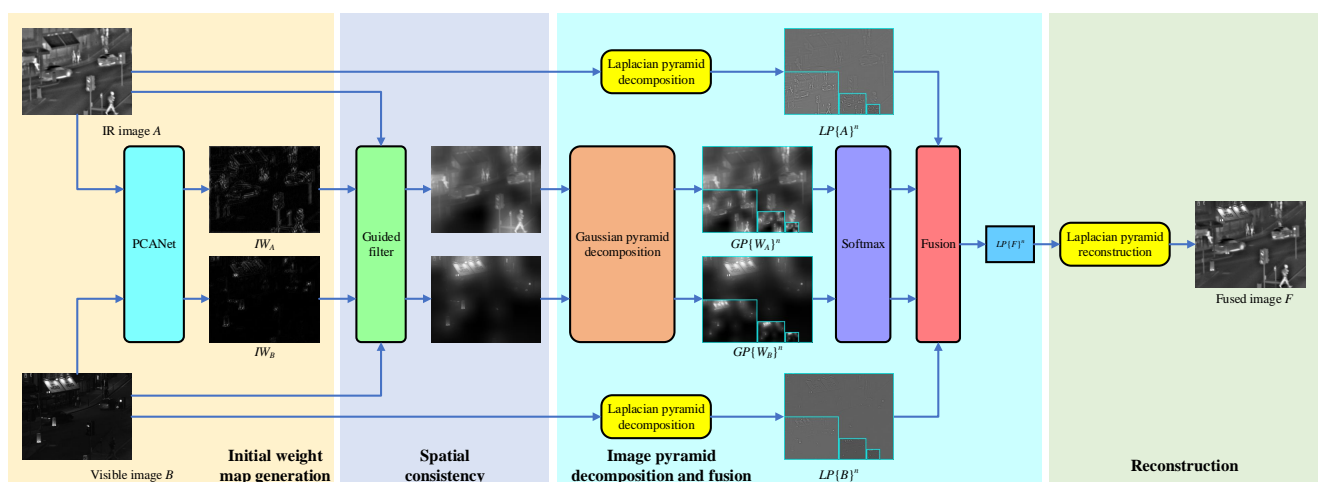 Laplacian pyramid
decomposition
IR image A
LP{A}ⁿ
PCANet
IW_A
Guided
filter
Gaussian pyramid
decomposition
GP{W_A}ⁿ
Softmax
Fusion
LP{F}ⁿ
Laplacian pyramid
reconstruction
Fused image F
IW_B
GP{W_B}ⁿ
Laplacian pyramid
decomposition
Visible image B
LP{B}ⁿ
Initial weight
map generation
Spatial
consistency
Image pyramid
decomposition and fusion
Reconstruction